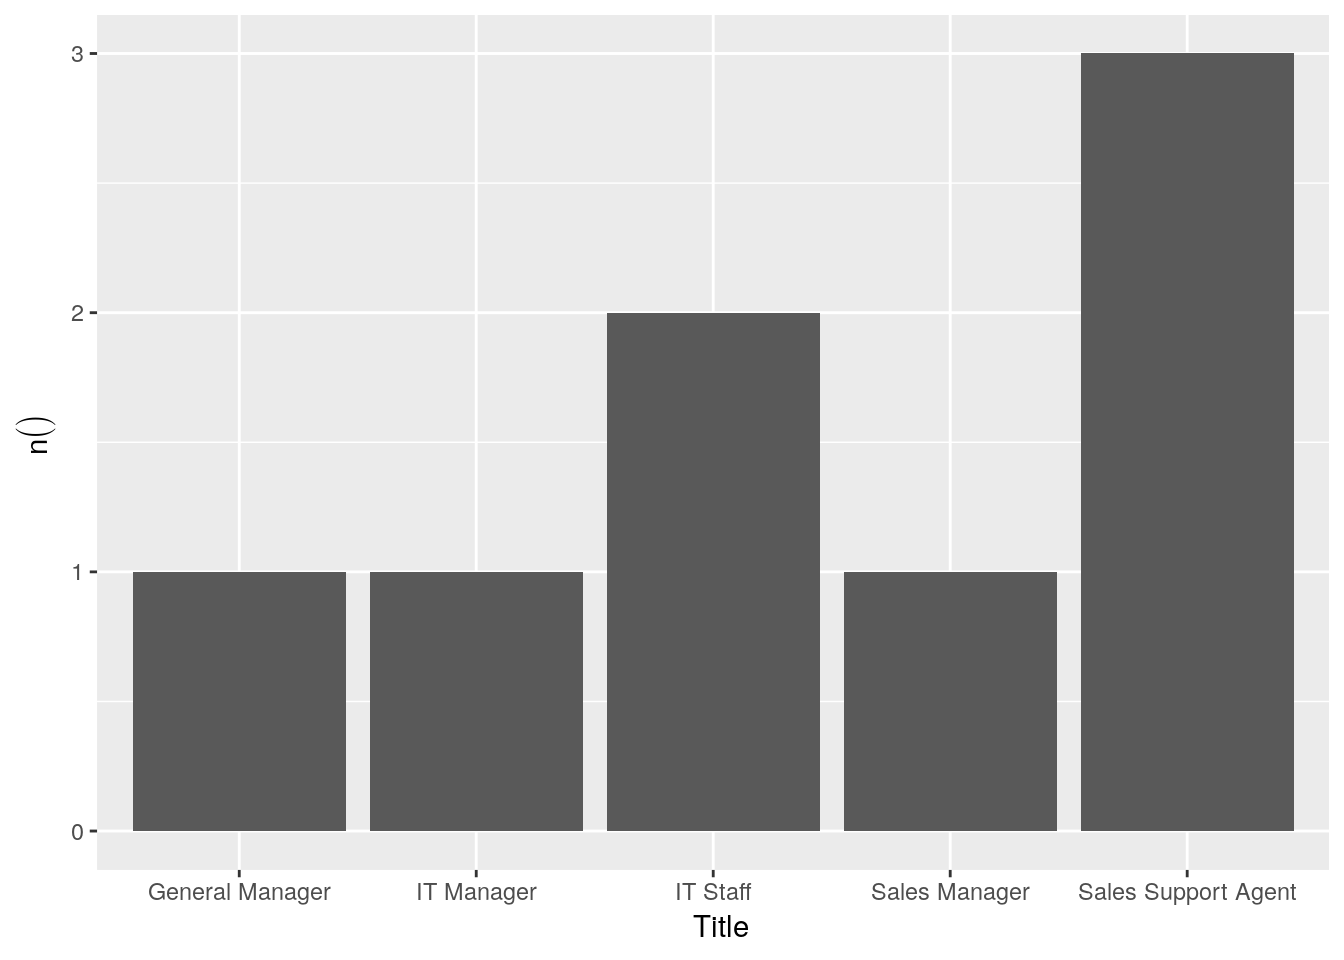 3
2
1
0
n()
General Manager
IT Manager
IT Staff
Sales Manager
Sales Support Agent
Title